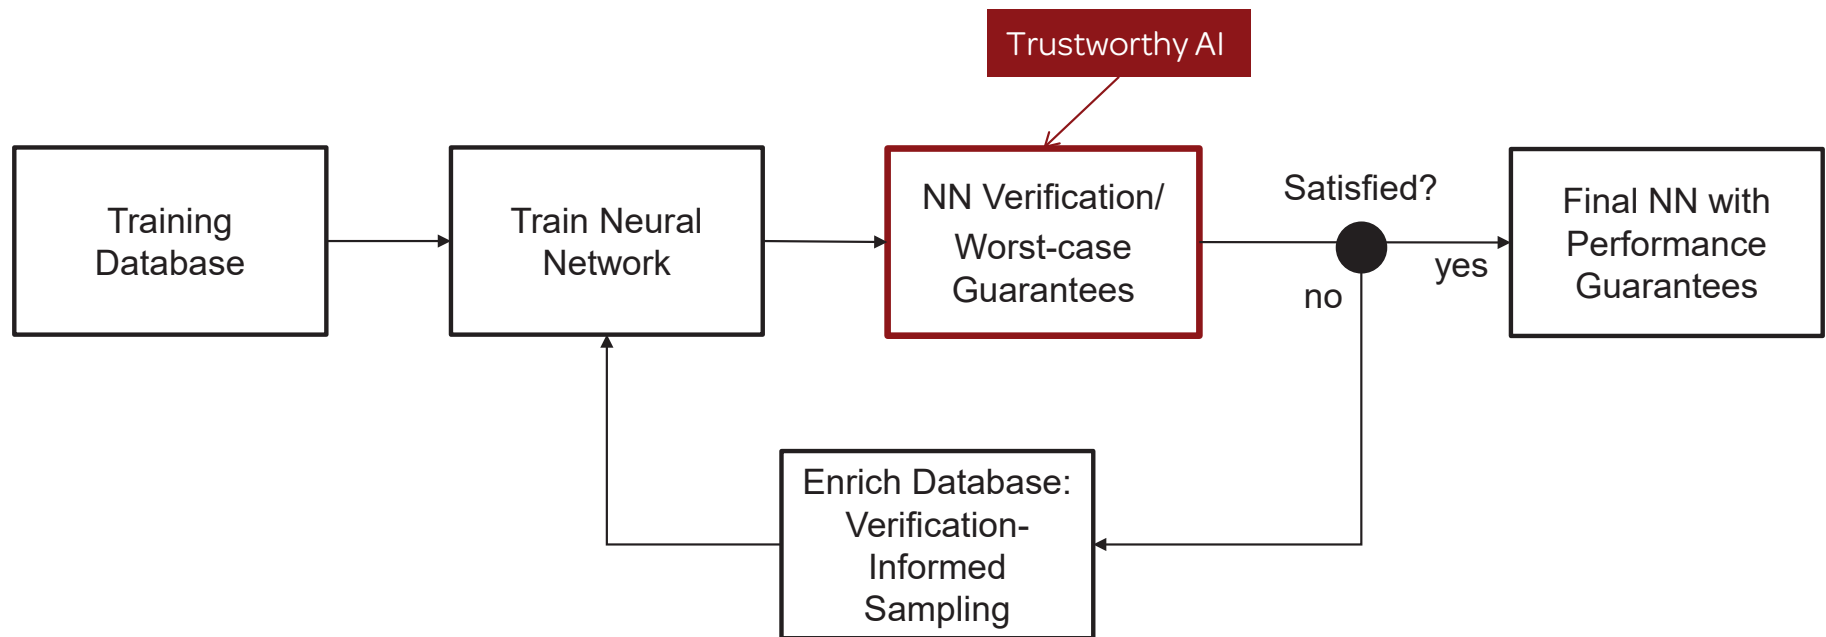 Trustworthy AI
Training
Database
Train Neural
Network
NN Verification/
Worst-case
Guarantees
Satisfied?
yes
no
Final NN with
Performance
Guarantees
Enrich Database:
Verification-
Informed
Sampling